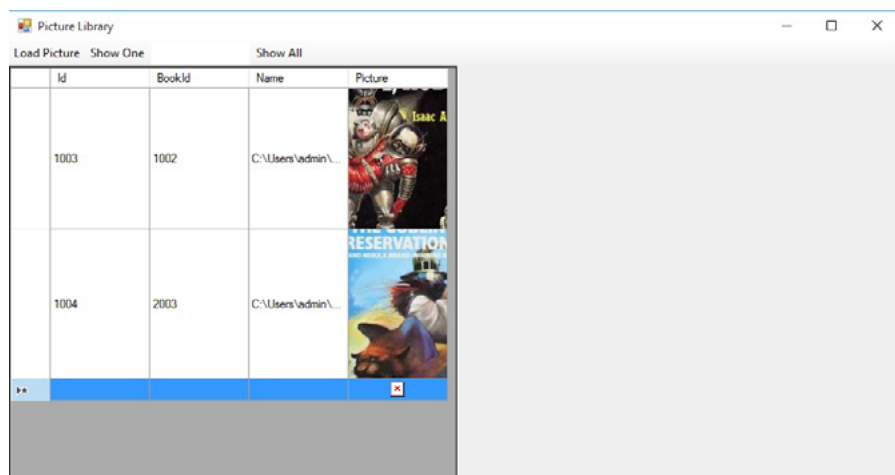 Picture Library
Load Picture Show One Show All
Id BookId Name Picture
Isaac A
1003 1002 C:\Users\admin\...
RESERVATION
1004 2003 C:\Users\admin\...